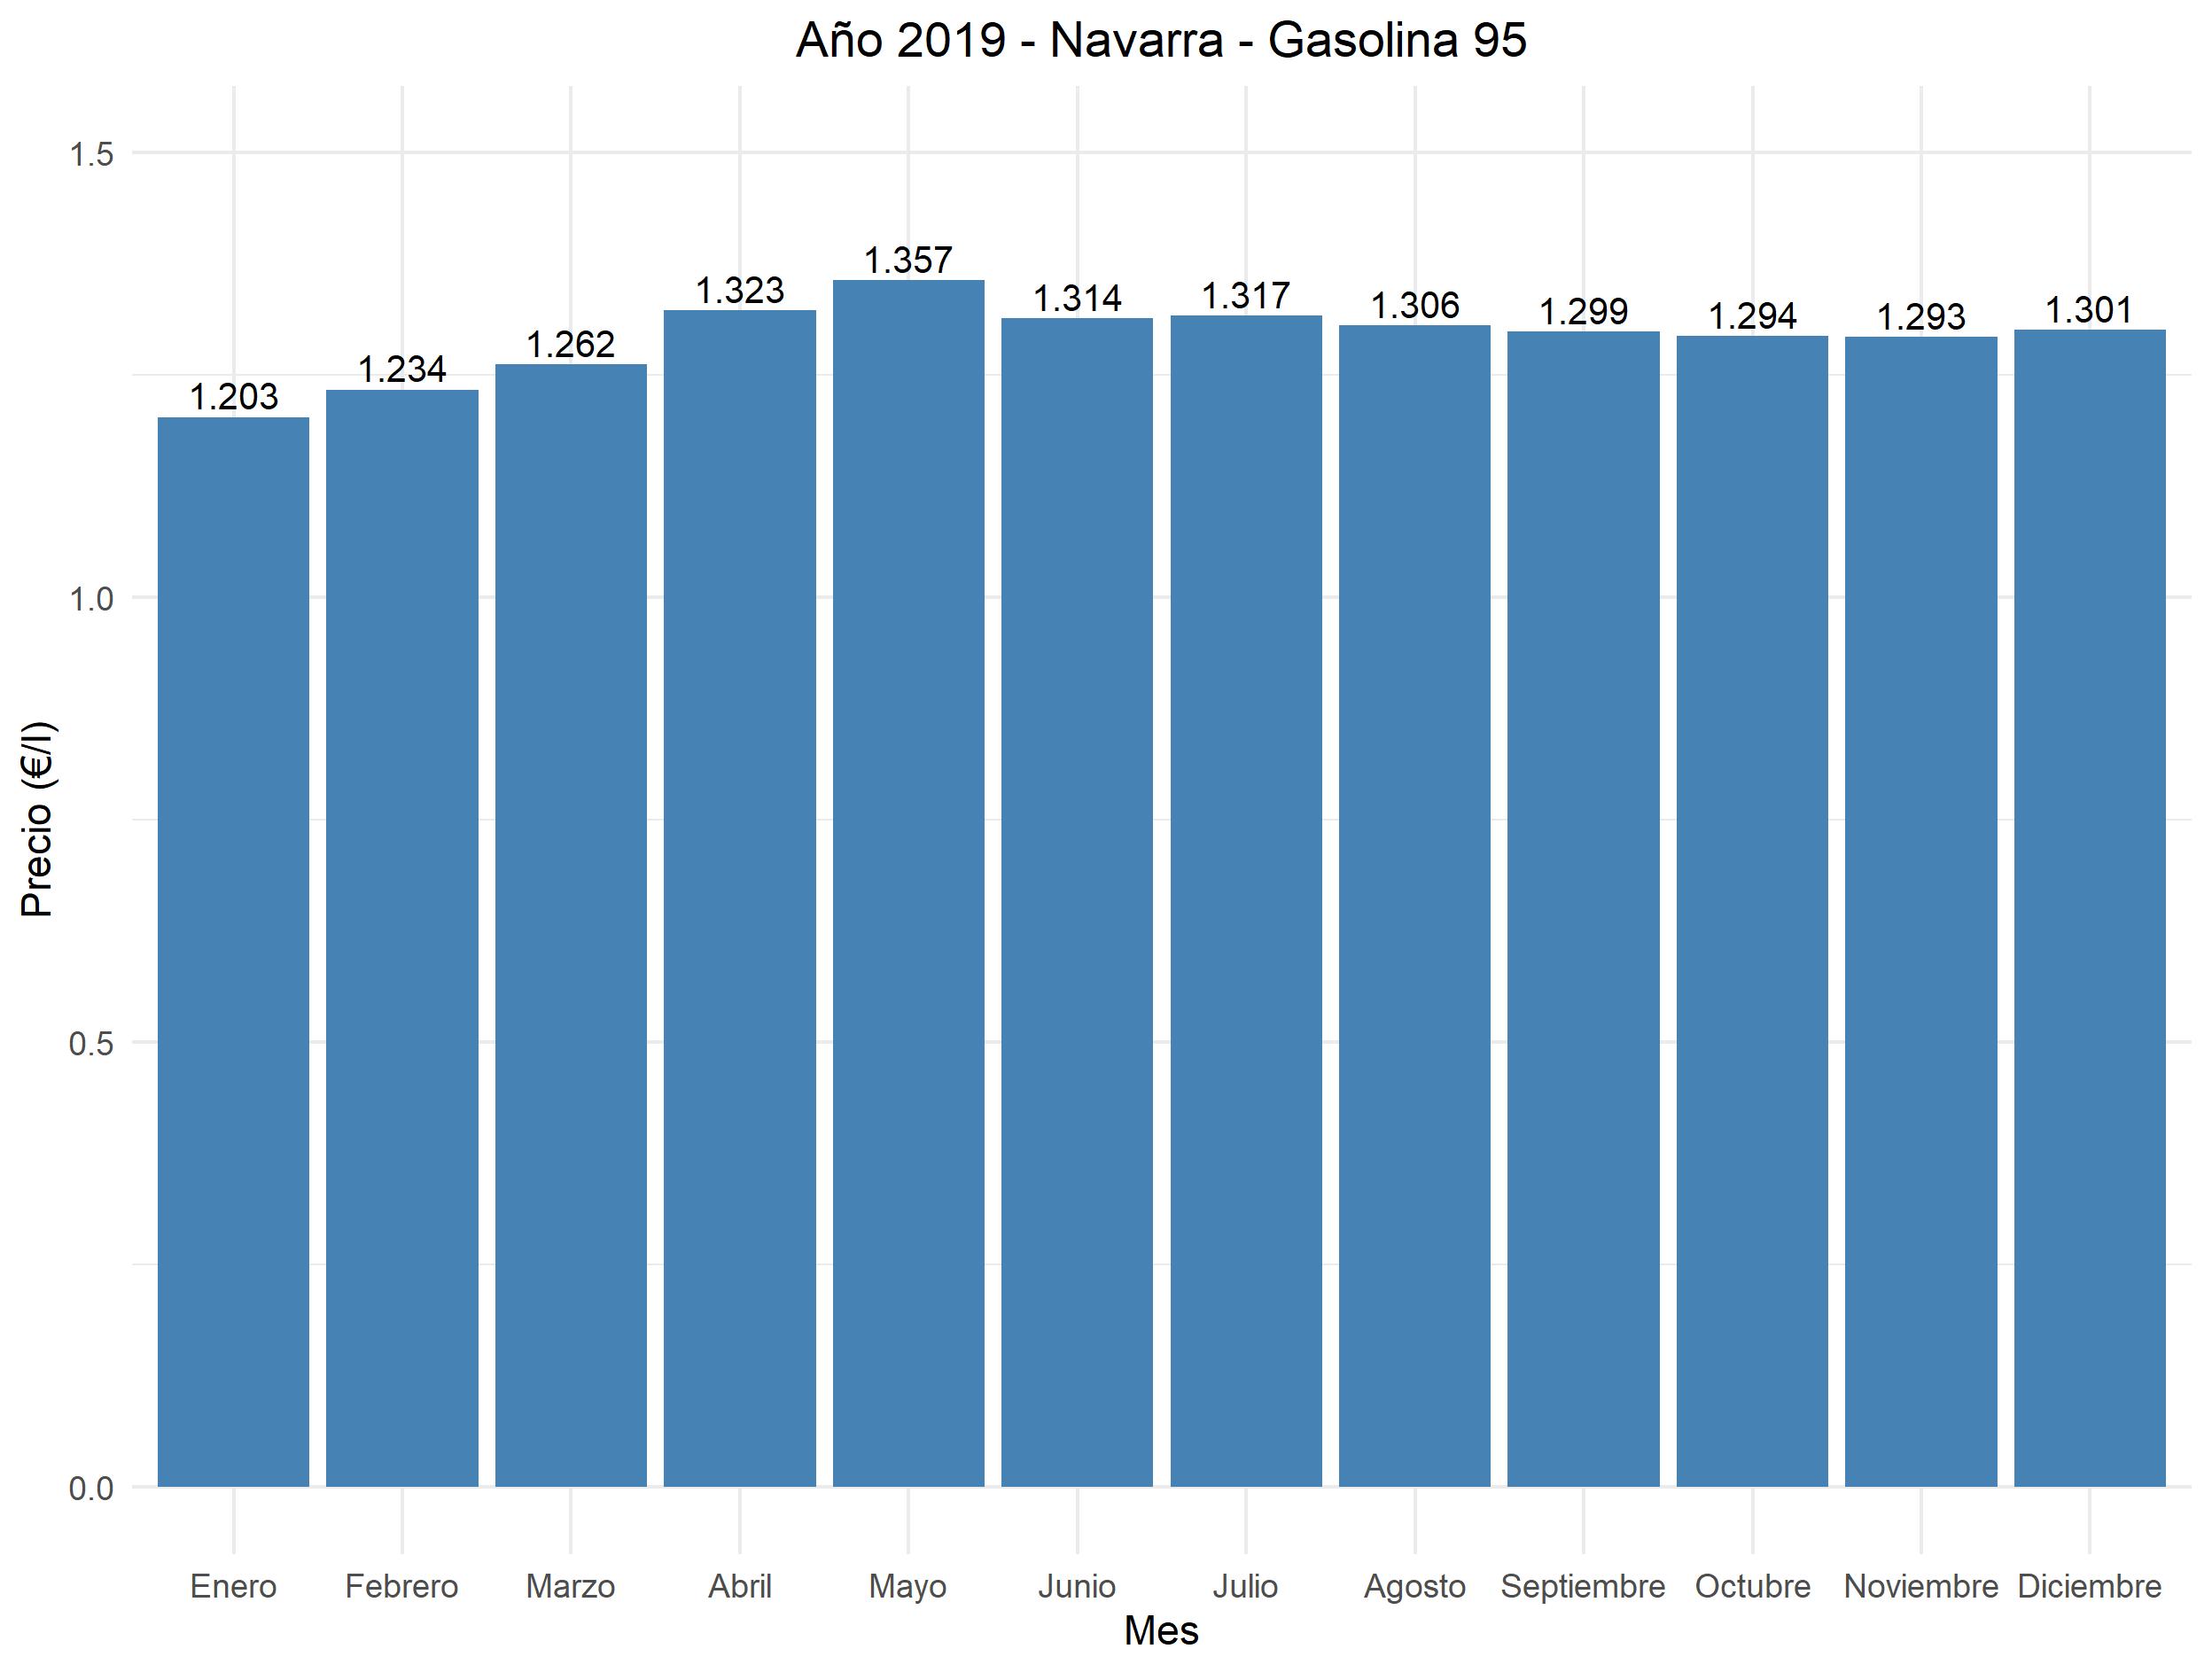 Año 2019 - Navarra - Gasolina 95
Precio (€/l)
1.5
1.0
0.5
0.0
1.203
1.234
1.262
1.323
1.357
1.314
1.317
1.306
1.299
1.294
1.293
1.301
Enero
Febrero
Marzo
Abril
Mayo
Junio
Julio
Agosto
Septiembre
Octubre
Noviembre
Diciembre
Mes